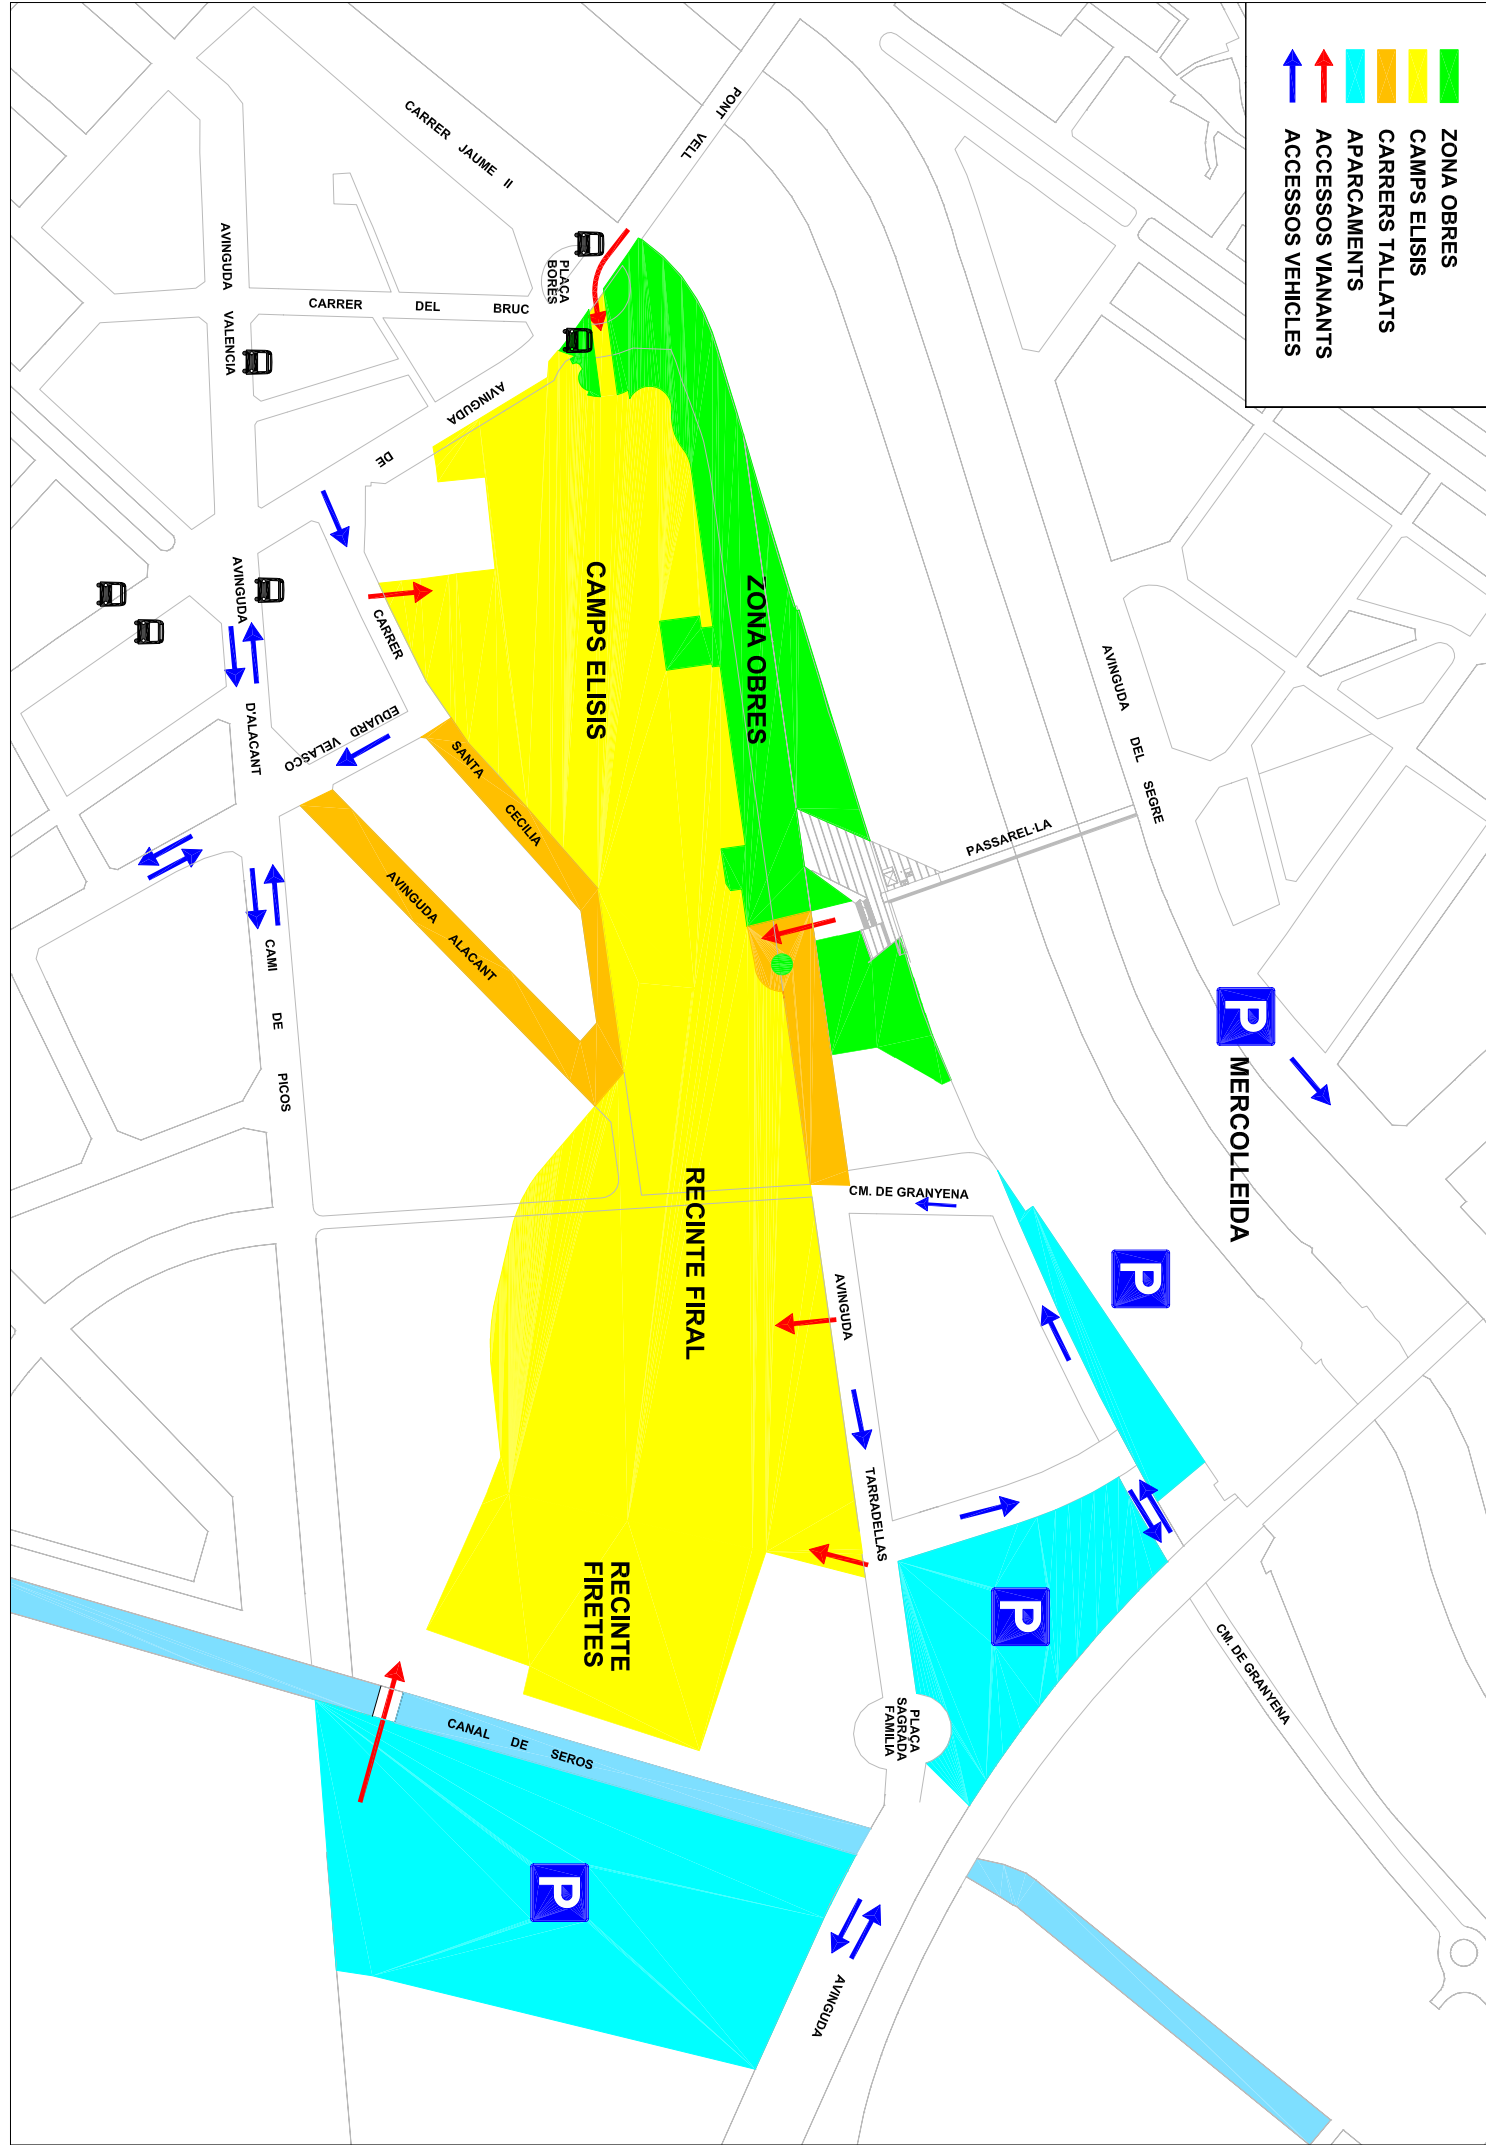 ZONA OBRES
CAMPS ELISIS
CARRERS TALLATS
APARCAMENTS
ACCESSOS VIANANTS
ACCESSOS VEHICLES
PONT VELL
CARRER JAUME II
PLAÇA
BORES
CARRER DEL BRUC
AVINGUDA VALENCIA
AVINGUDA DE
CAMPS ELISIS
ZONA OBRES
CARRER SANTA CECILIA
AVINGUDA D'ALACANT
EDUARD VELASCO
AVINGUDA ALACANT
CAMI DE PICOS
AVINGUDA DEL SEGRE
PASSAREL·LA
P
MERCOLLEIDA
CM. DE GRANYENA
P
RECINTE FIRAL
AVINGUDA TARRADELLAS
RECINTE
FIRETES
P
CM. DE GRANYENA
PLAÇA
SAGRADA
FAMILIA
CANAL DE SEROS
P
AVINGUDA